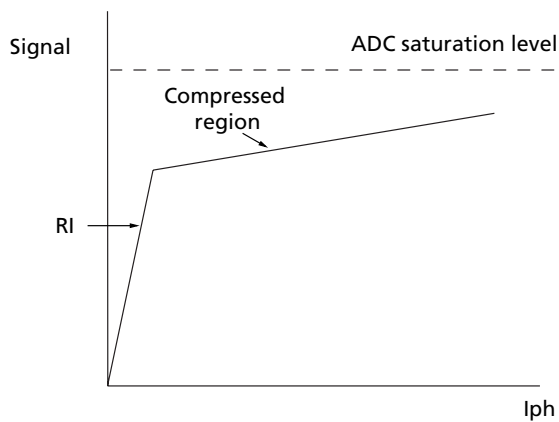 Signal
ADC saturation level
Compressed
region
RI
Iph